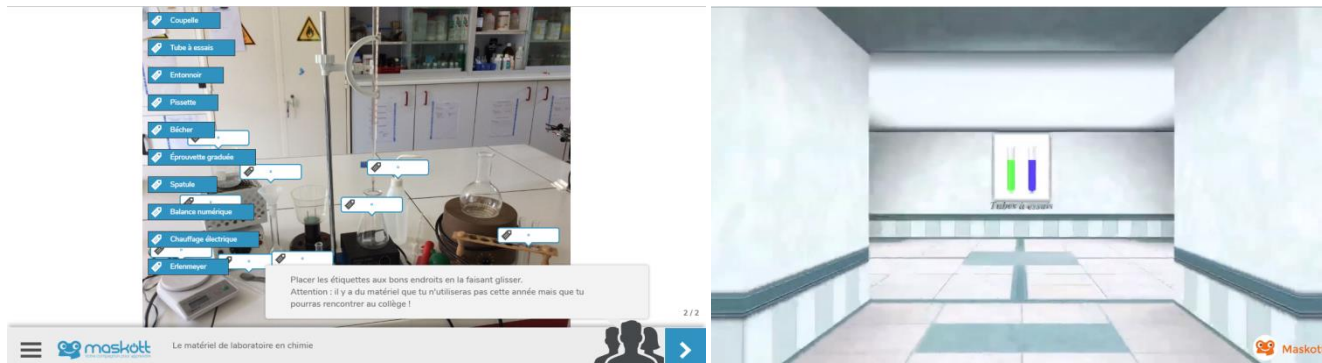 Coupelle
Tube à essais
Entonnoir
Pissette
Bécher
Éprouvette graduée
Spatule
Balance numérique
Chauffage électrique
Erlenmeyer
Placer les étiquettes aux bons endroits en la faisant glisser.
Attention : il y a du matériel que tu n'utiliseras pas cette année mais que tu
pourras rencontrer au collège !
2 / 2
maskott
Le matériel de laboratoire en chimie
Tubes à essais
Maskott